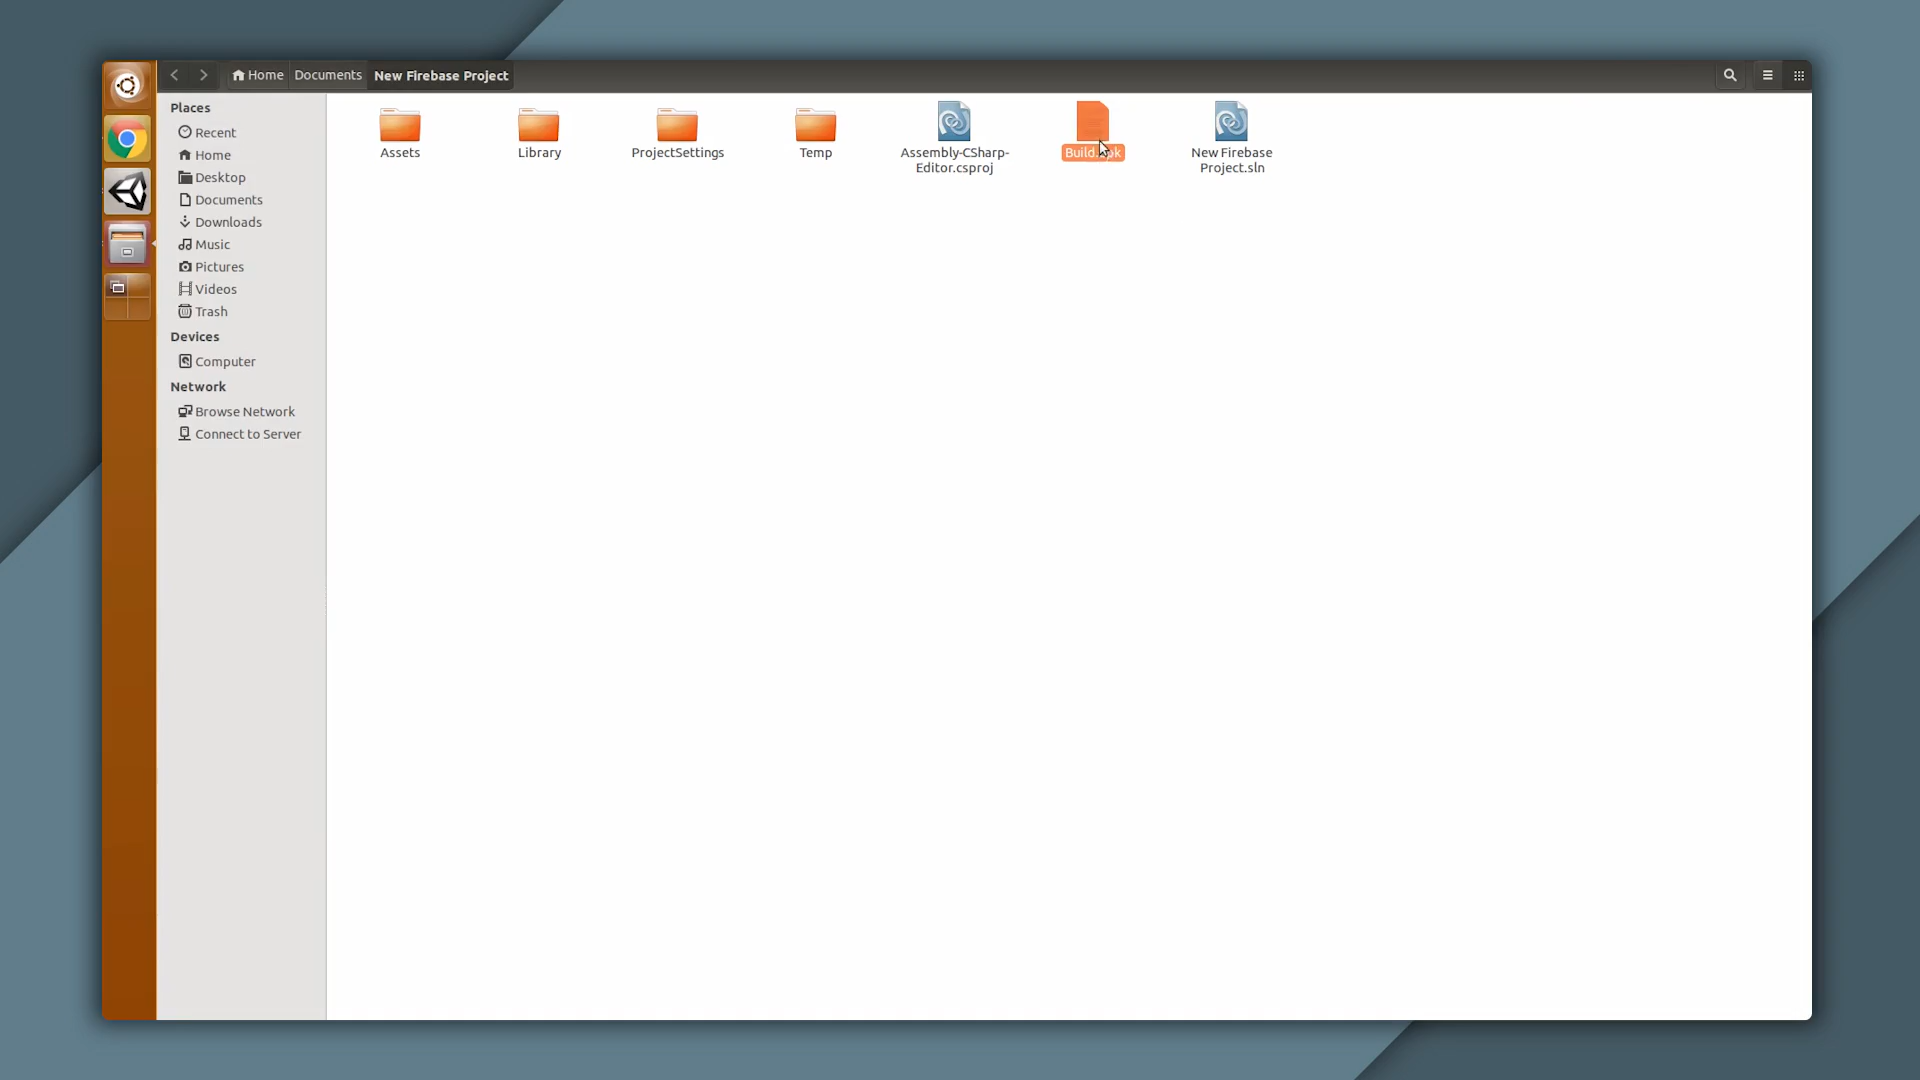 Home Documents New Firebase Project
Places
Recent
Home
Desktop
Documents
Downloads
Music
Pictures
Videos
Trash
Devices
Computer
Network
Browse Network
Connect to Server
Assets
Library
ProjectSettings
Temp
Assembly-CSharp-
Editor.csproj
New Firebase
Project.sln